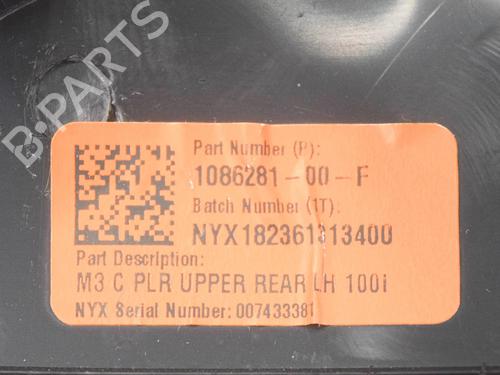 B-PARTS
Part Number (P):
1086281-00-F
Batch Number (1T):
NYX182361313400
Part Description:
M3 C PLR UPPER REAR LH 100i
NYX Serial Number: 007433381